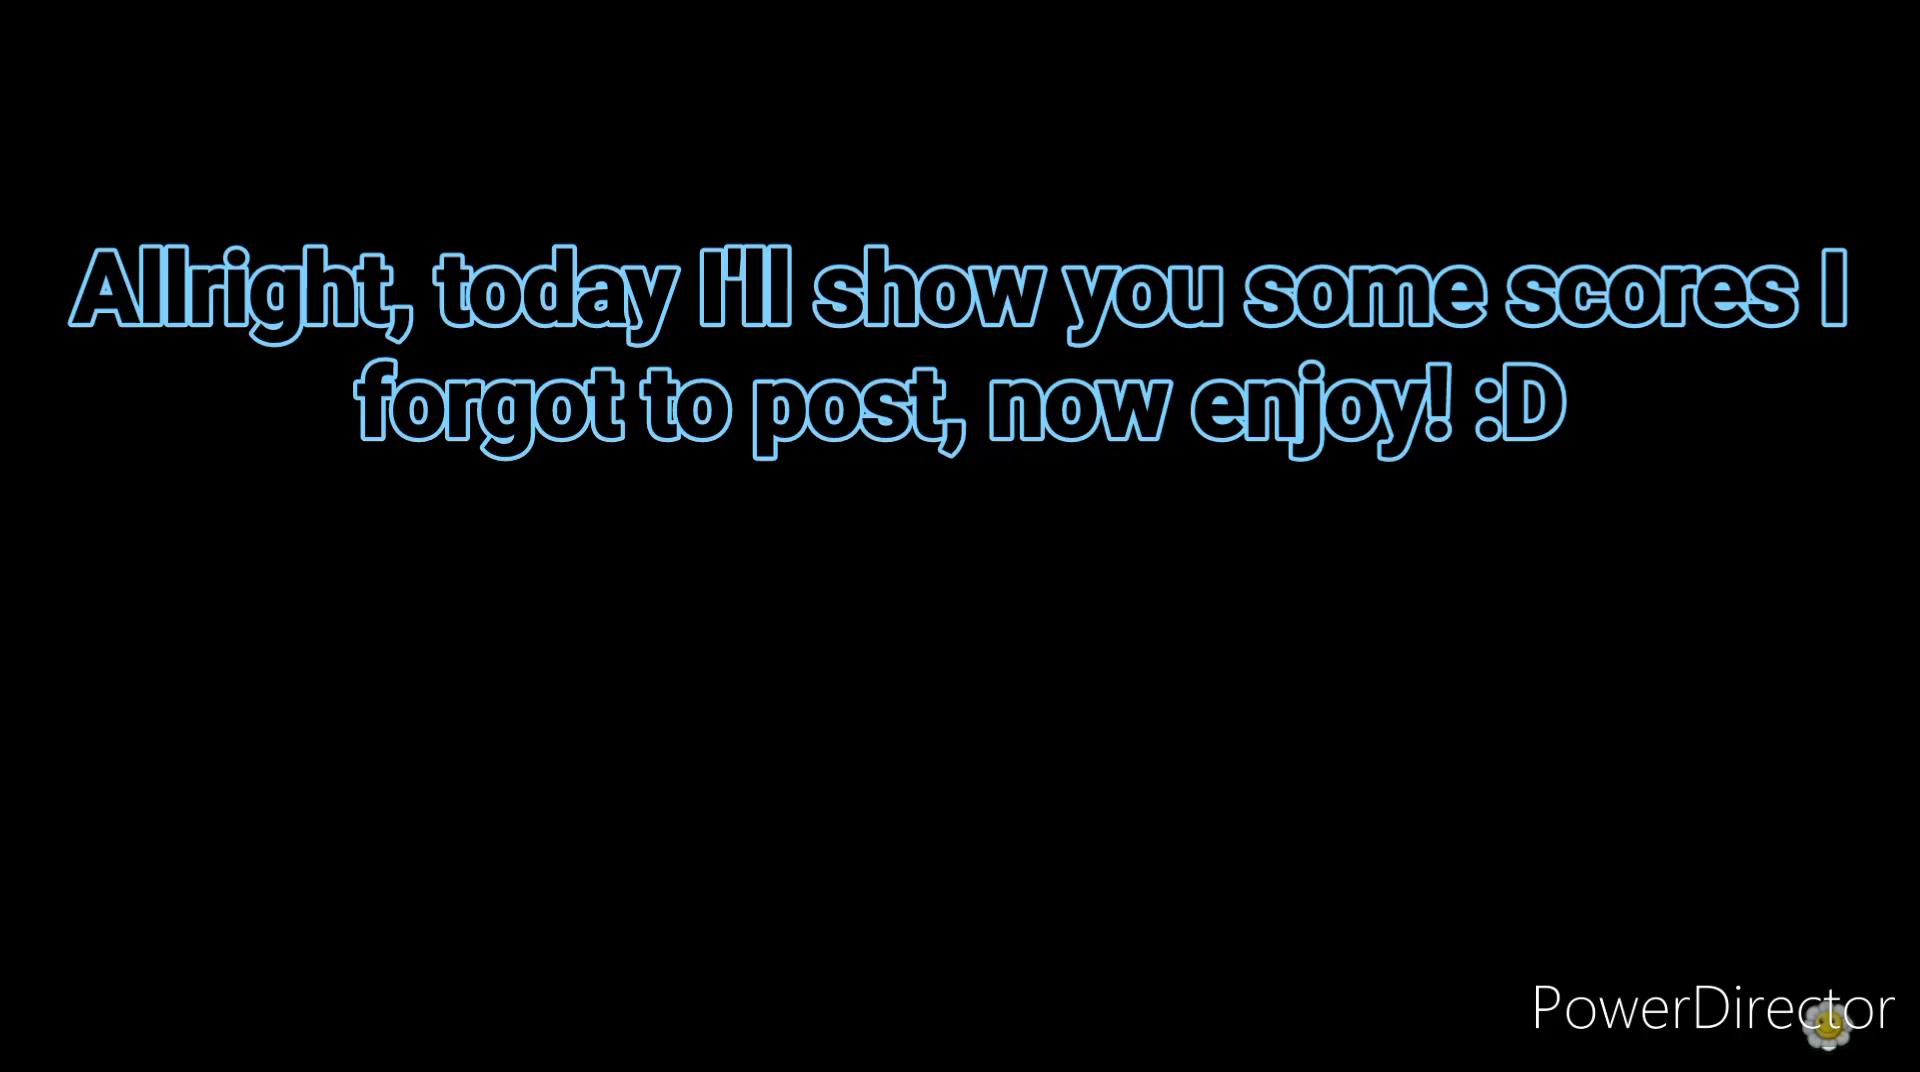 Allright, today I'll show you some scores I
forgot to post, now enjoy! :D
PowerDirector